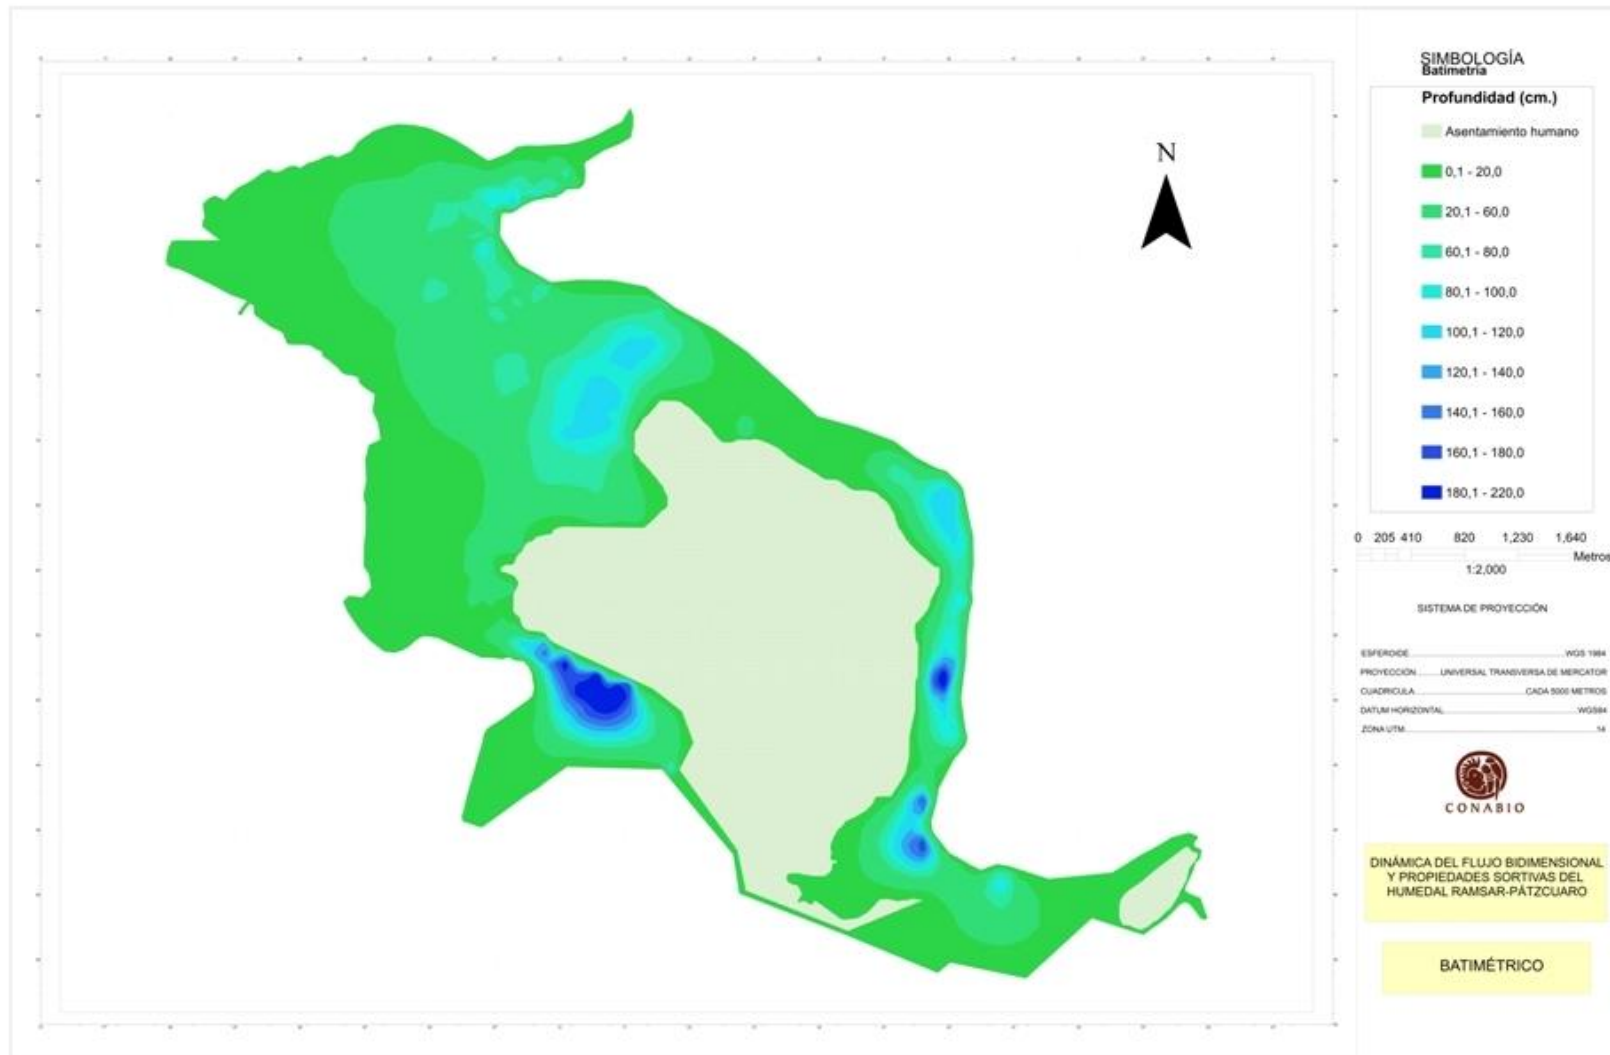 N
SIMBOLOGÍA
Batimetría
Profundidad (cm.)
Asentamiento humano
0,1 - 20,0
20,1 - 60,0
60,1 - 80,0
80,1 - 100,0
100,1 - 120,0
120,1 - 140,0
140,1 - 160,0
160,1 - 180,0
180,1 - 220,0
0 205 410 820 1,230 1,640
Metros
1:2,000
SISTEMA DE PROYECCIÓN
ESFEROIDE WGS 1984
PROYECCIÓN UNIVERSAL TRANSVERSA DE MERCATOR
CUADRICULA CADA 5000 METROS
DATUM HORIZONTAL WGS84
ZONA UTM 14
CONABIO
DINÁMICA DEL FLUJO BIDIMENSIONAL
Y PROPIEDADES SORTIVAS DEL
HUMEDAL RAMSAR-PÁTZCUARO
BATIMÉTRICO